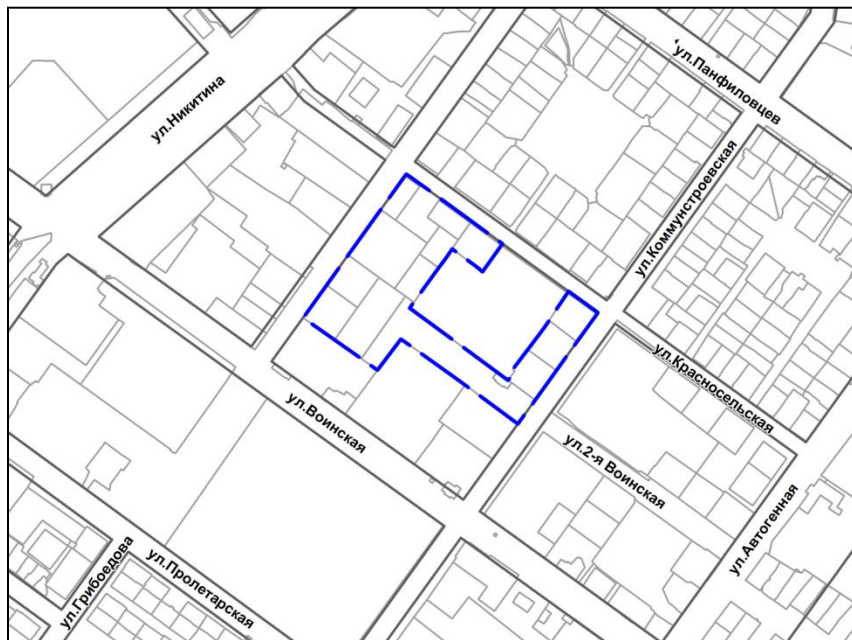 ул.Панфиловцев
ул.Никитина
ул.Коммунстроевская
ул.Красносельская
ул.Воинская
ул.2-я Воинская
ул.Автогенная
ул.Грибоедова
ул.Пролетарская